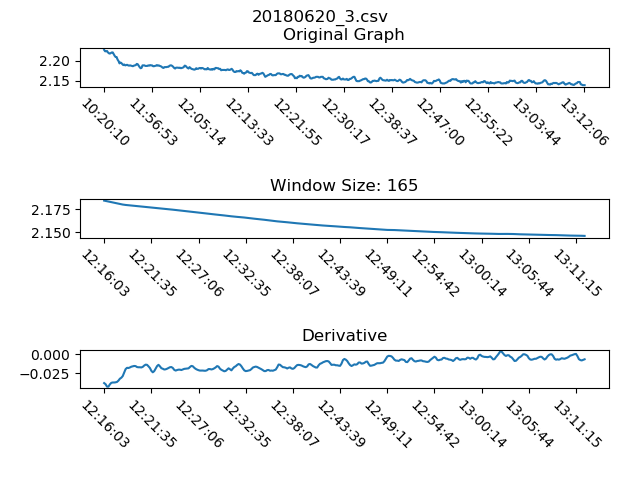 20180620_3.csv
Original Graph
2.20
2.15
10:20:10 11:56:53 12:05:14 12:13:33 12:21:55 12:30:17 12:38:37 12:47:00 12:55:22 13:03:44 13:12:06
Window Size: 165
2.175
2.150
12:16:03 12:21:35 12:27:06 12:32:35 12:38:07 12:43:39 12:49:11 12:54:42 13:00:14 13:05:44 13:11:15
Derivative
0.000
−0.025
12:16:03 12:21:35 12:27:06 12:32:35 12:38:07 12:43:39 12:49:11 12:54:42 13:00:14 13:05:44 13:11:15